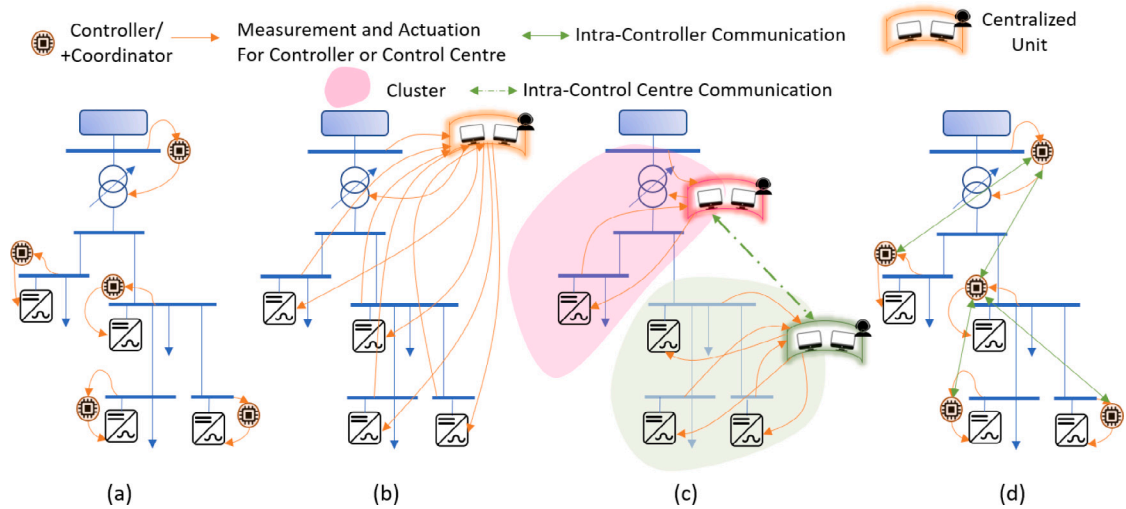 Controller/
+Coordinator
Measurement and Actuation
For Controller or Control Centre
Intra-Controller Communication
Centralized
Unit
Cluster
Intra-Control Centre Communication
(a)
(b)
(c)
(d)